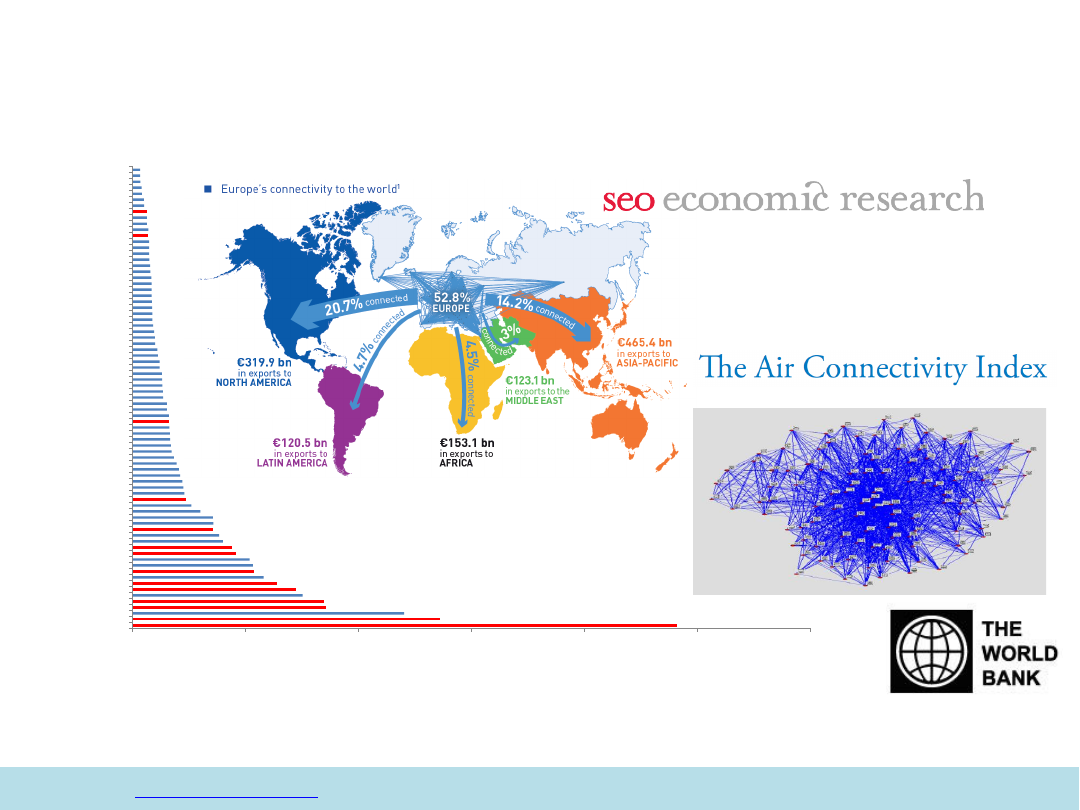 Europe's connectivity to the world¹
seo economic research
20.7% connected
52.8%
EUROPE
14.2% connected
3%
connected
4.7% connected
4.5% connected
€319.9 bn
in exports to
NORTH AMERICA
€465.4 bn
in exports to
ASIA-PACIFIC
€123.1 bn
in exports to the
MIDDLE EAST
€120.5 bn
in exports to
LATIN AMERICA
€153.1 bn
in exports to
AFRICA
The Air Connectivity Index
THE
WORLD
BANK